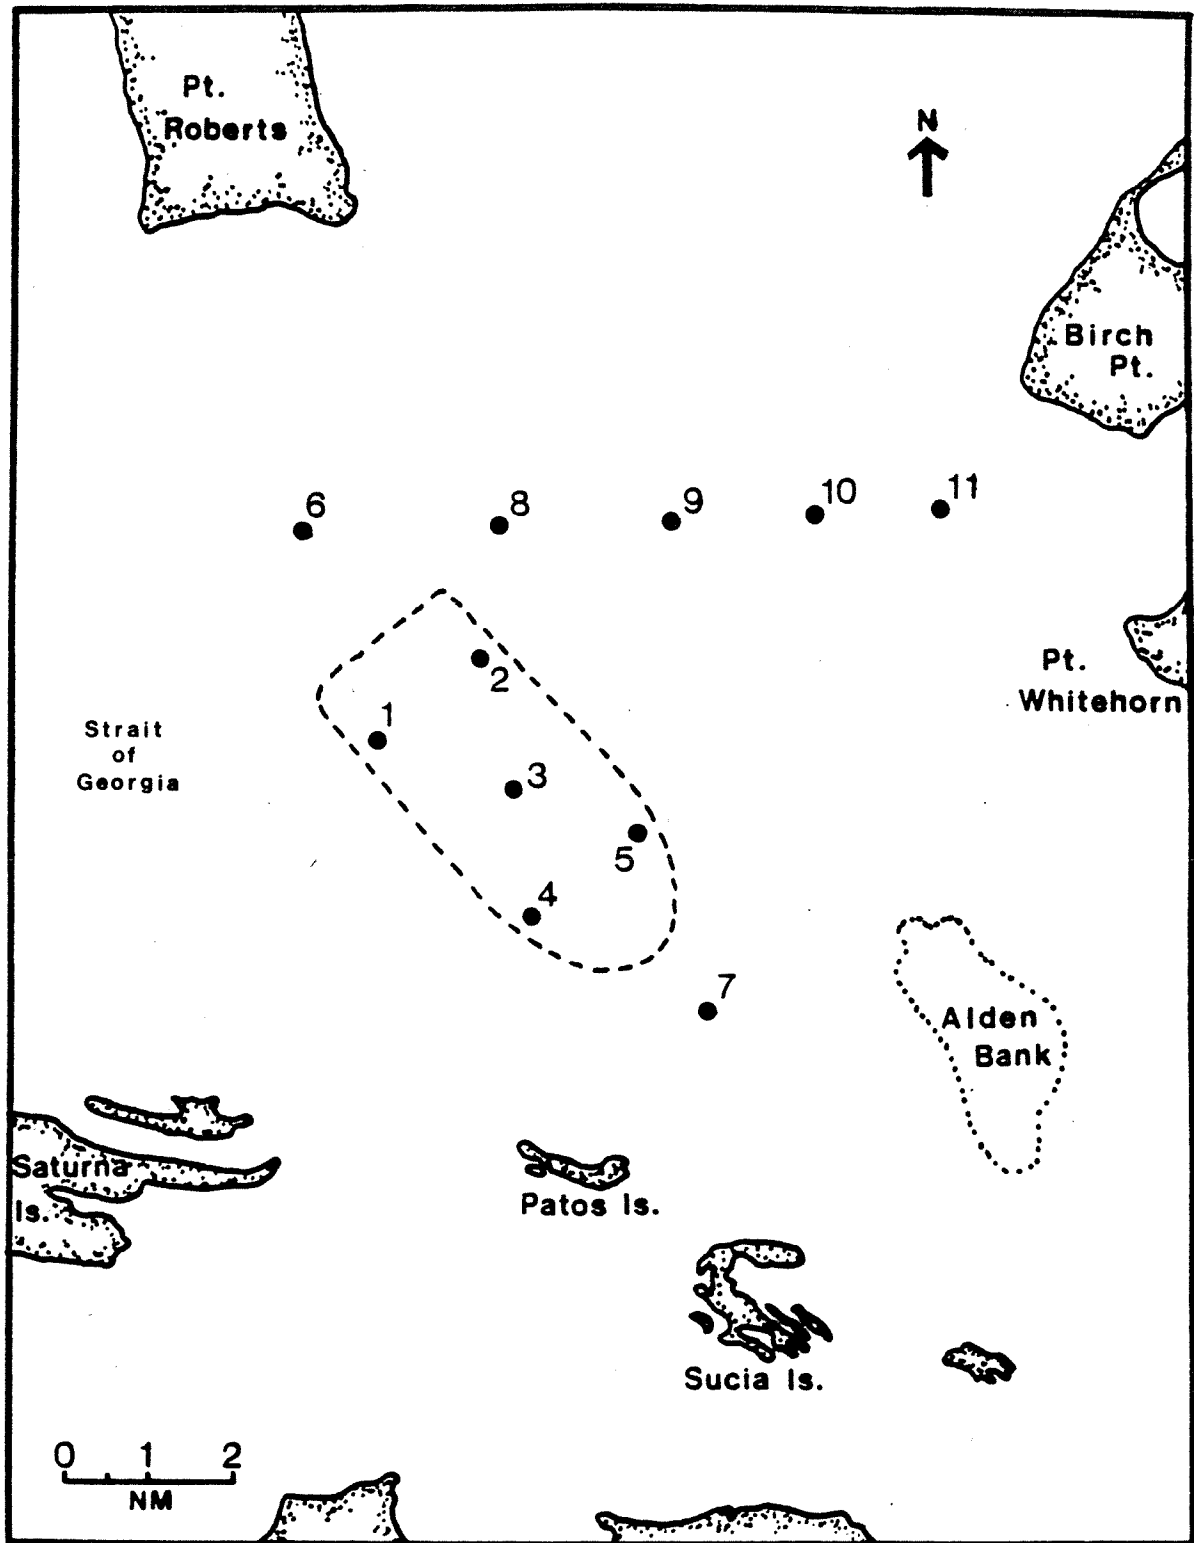 Pt.
Roberts
N
Birch
Pt.
6
8
9
10
11
2
Pt.
Whitehorn
1
Strait
of
Georgia
3
5
4
7
Alden
Bank
Saturna
Is.
Patos Is.
Sucia Is.
0 1 2
NM